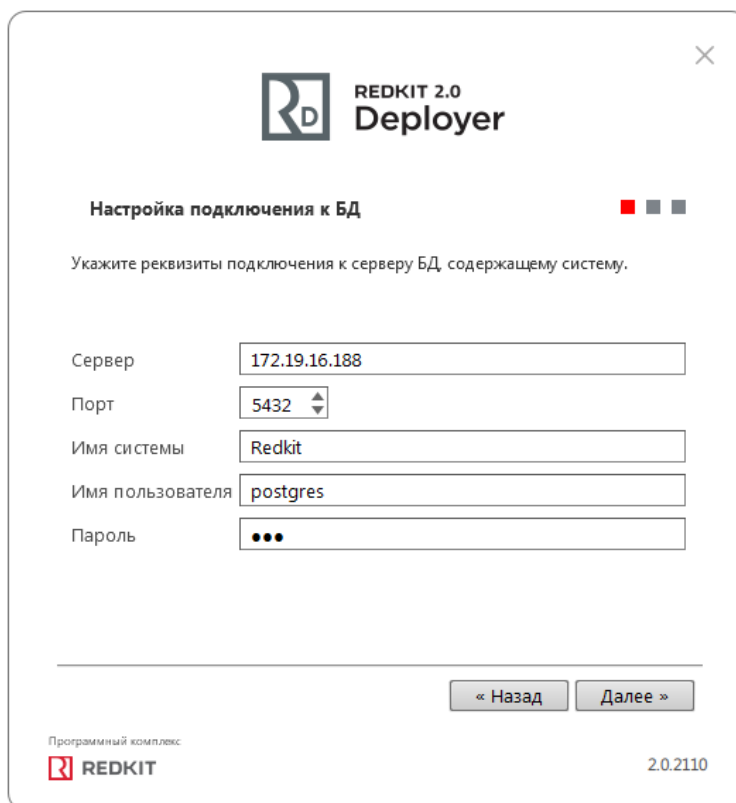 REDKIT 2.0
Deployer
Настройка подключения к БД
Укажите реквизиты подключения к серверу БД, содержащему систему.
Сервер 172.19.16.188
Порт 5432
Имя системы Redkit
Имя пользователя postgres
Пароль ●●●
« Назад Далее »
Программный комплекс
REDKIT
2.0.2110